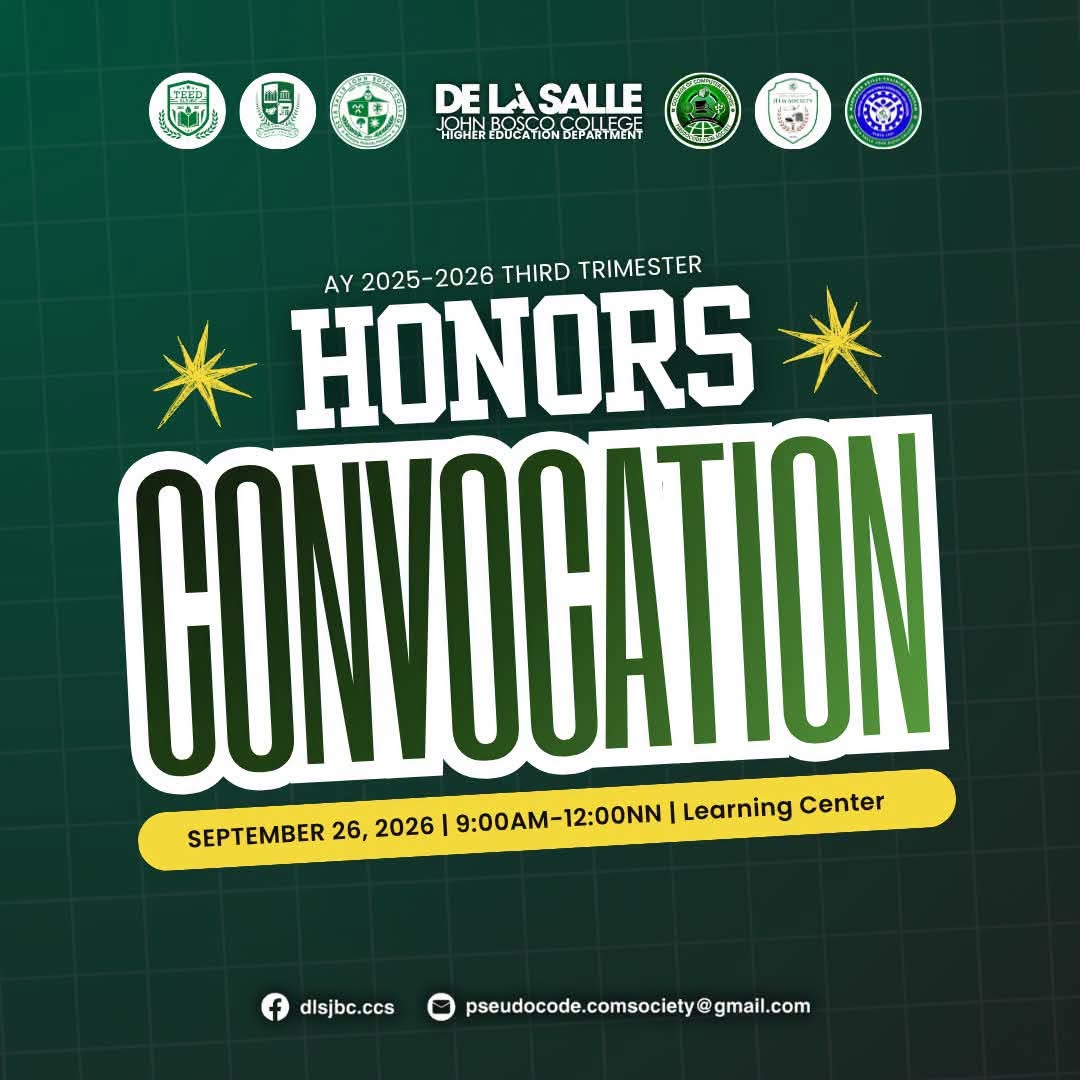 TEED
DE LA SALLE
JOHN BOSCO COLLEGE
HIGHER EDUCATION DEPARTMENT
AY 2025-2026 THIRD TRIMESTER
HONORS
CONVOCATION
SEPTEMBER 26, 2026 | 9:00AM-12:00NN | Learning Center
dlsjbc.ccs
pseudocode.comsociety@gmail.com